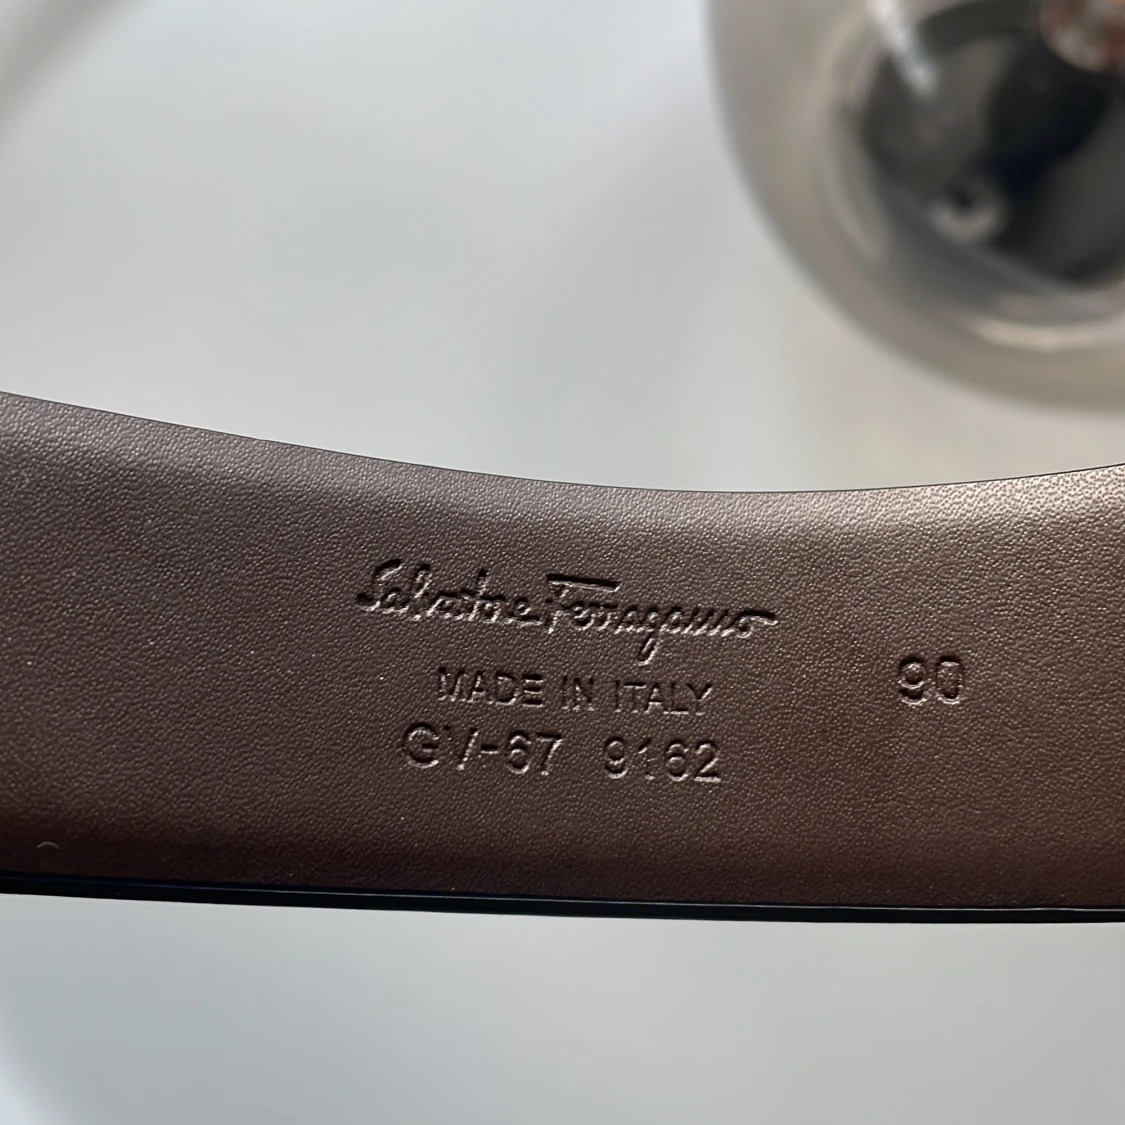 Salvatore Ferragamo
MADE IN ITALY
90
GV-67 9162